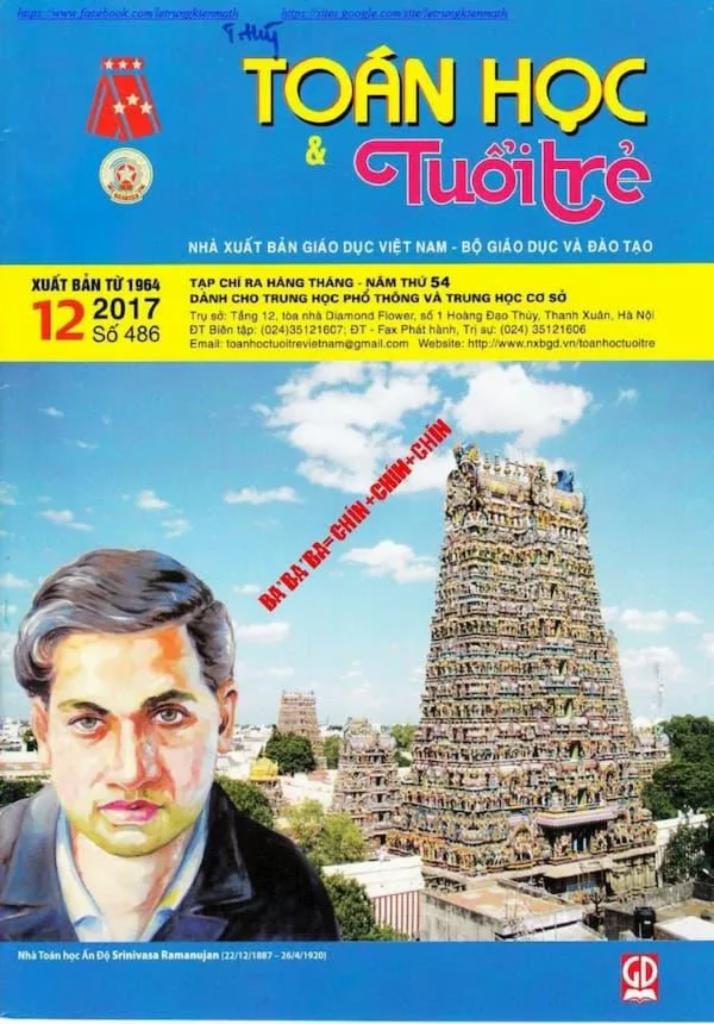 https://www.facebook.com/letrungkienmath
https://sites.google.com/site/letrungkienmath
TOÁN HỌC
& Tuổi trẻ
NHÀ XUẤT BẢN GIÁO DỤC VIỆT NAM - BỘ GIÁO DỤC VÀ ĐÀO TẠO
XUẤT BẢN TỪ 1964
12 2017
Số 486
TẠP CHÍ RA HÀNG THÁNG - NĂM THỨ 54
DÀNH CHO TRUNG HỌC PHỔ THÔNG VÀ TRUNG HỌC CƠ SỞ
Trụ sở: Tầng 12, tòa nhà Diamond Flower, số 1 Hoàng Đạo Thúy, Thanh Xuân, Hà Nội
ĐT Biên tập: (024)35121607; ĐT - Fax Phát hành, Trị sự: (024) 35121606
Email: toanhoctuoitrevietnam@gmail.com Website: http://www.nxbgd.vn/toanhoctuoitre
BA*BA*BA=CHÍN+CHÍN+CHÍN
Nhà Toán học Ấn Độ Srinivasa Ramanujan (22/12/1887 – 26/4/1920)
GD